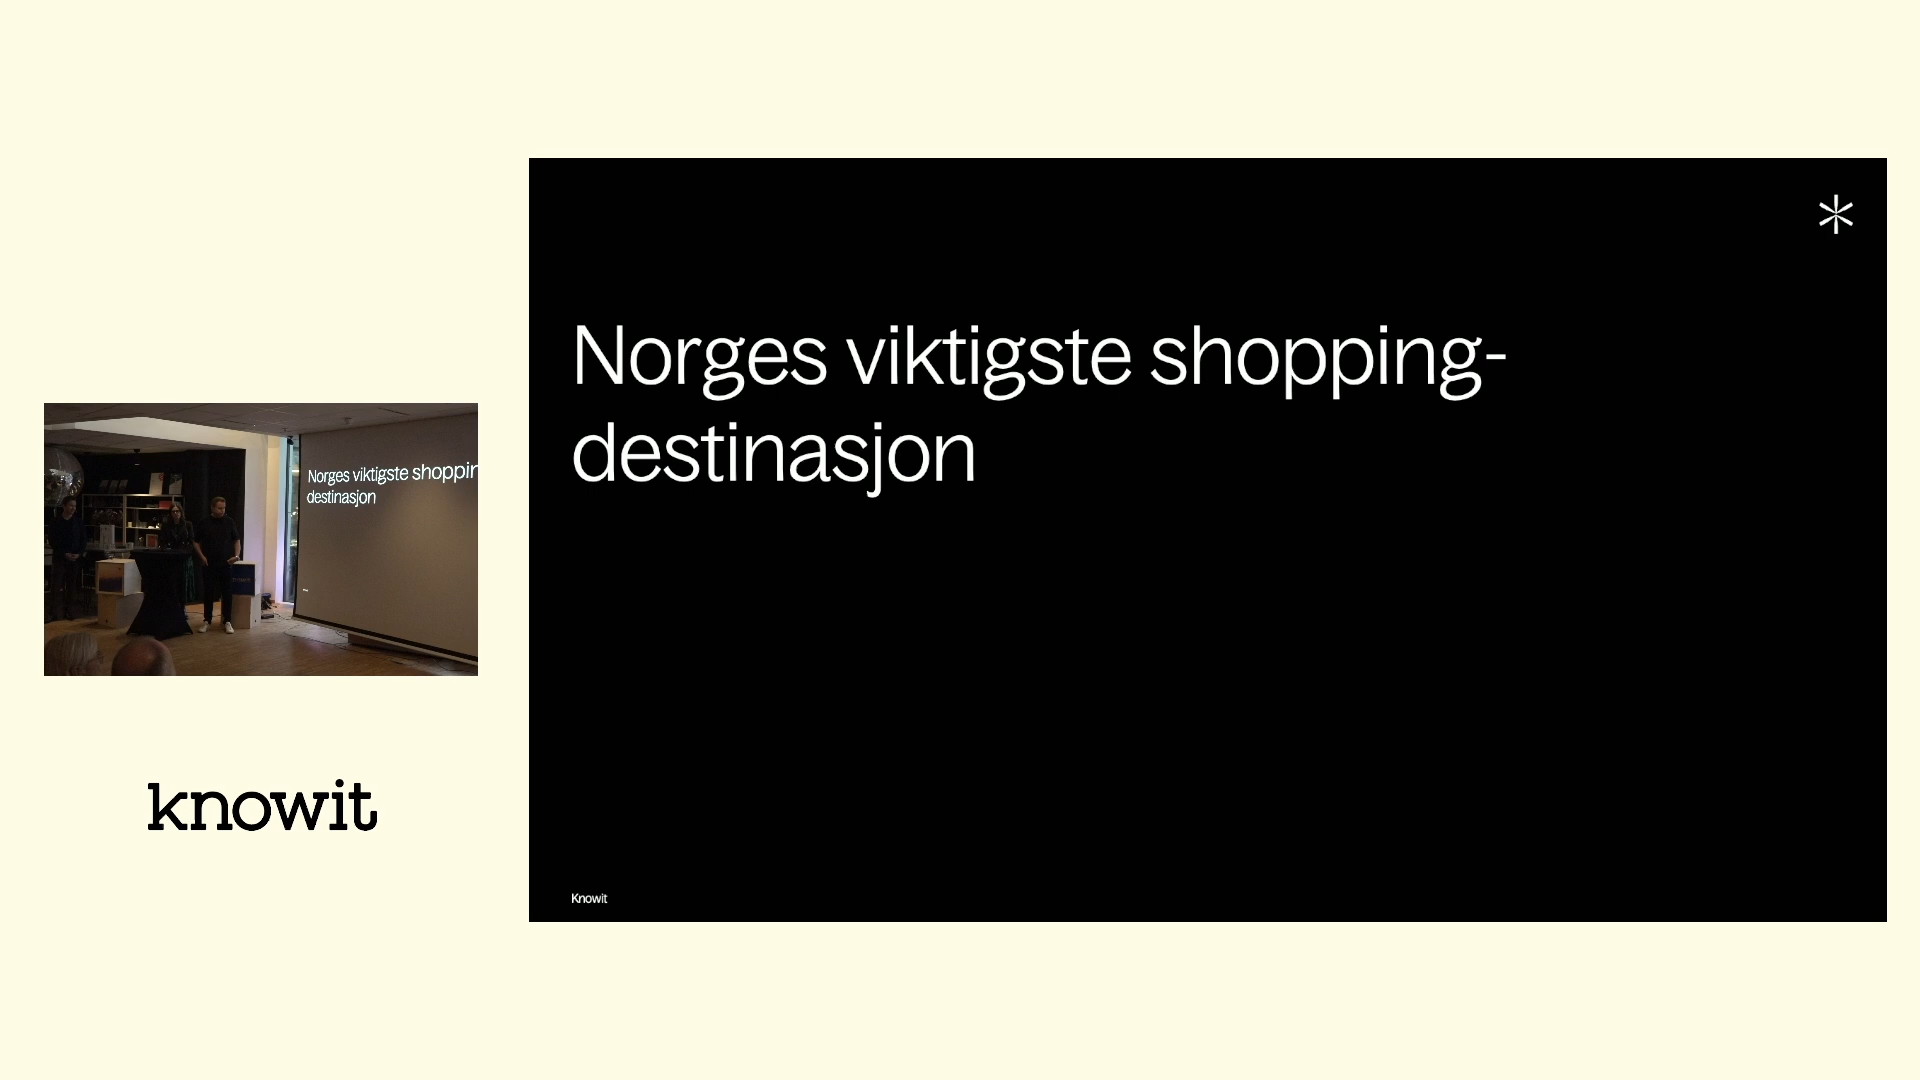 Norges viktigste shopping-
destinasjon
Norges viktigste shoppin
destinasjon
knowit
Knowit